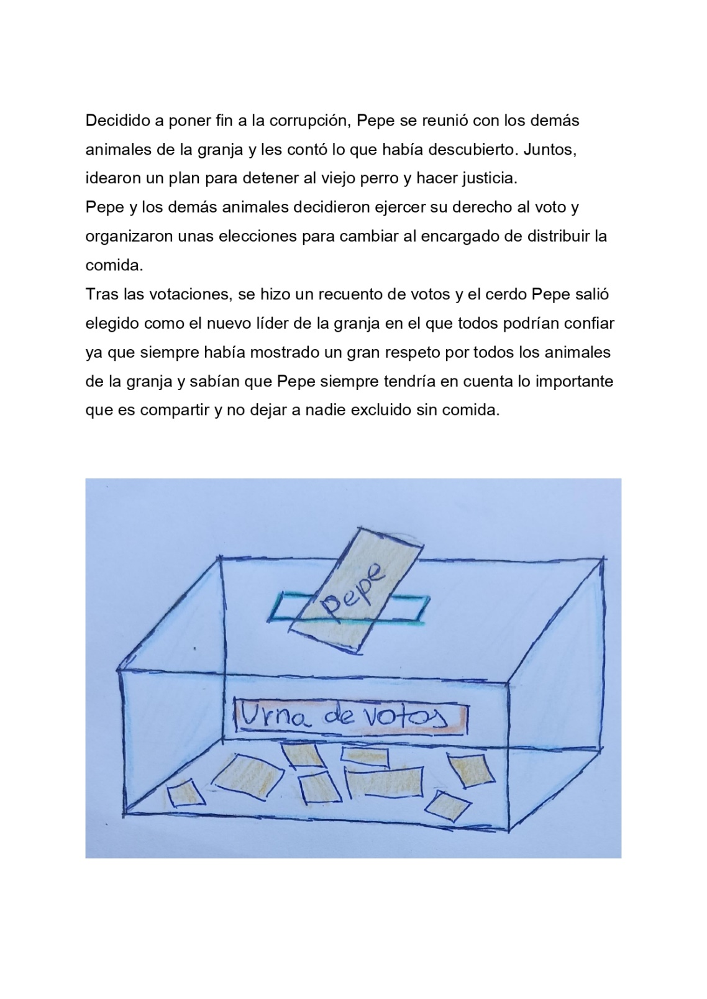 Decidido a poner fin a la corrupción, Pepe se reunió con los demás
animales de la granja y les contó lo que había descubierto. Juntos,
idearon un plan para detener al viejo perro y hacer justicia.
Pepe y los demás animales decidieron ejercer su derecho al voto y
organizaron unas elecciones para cambiar al encargado de distribuir la
comida.
Tras las votaciones, se hizo un recuento de votos y el cerdo Pepe salió
elegido como el nuevo líder de la granja en el que todos podrían confiar
ya que siempre había mostrado un gran respeto por todos los animales
de la granja y sabían que Pepe siempre tendría en cuenta lo importante
que es compartir y no dejar a nadie excluido sin comida.
Pepe
Urna de votos